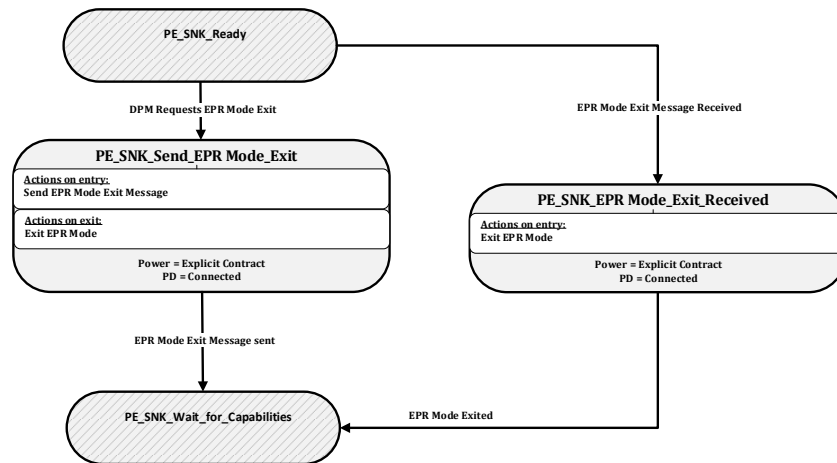 PE_SNK_Ready
DPM Requests EPR Mode Exit
EPR Mode Exit Message Received
PE_SNK_Send_EPR Mode_Exit
Actions on entry:
Send EPR Mode Exit Message
Actions on exit:
Exit EPR Mode
Power = Explicit Contract
PD = Connected
PE_SNK_EPR Mode_Exit_Received
Actions on entry:
Exit EPR Mode
Power = Explicit Contract
PD = Connected
EPR Mode Exit Message sent
PE_SNK_Wait_for_Capabilities
EPR Mode Exited